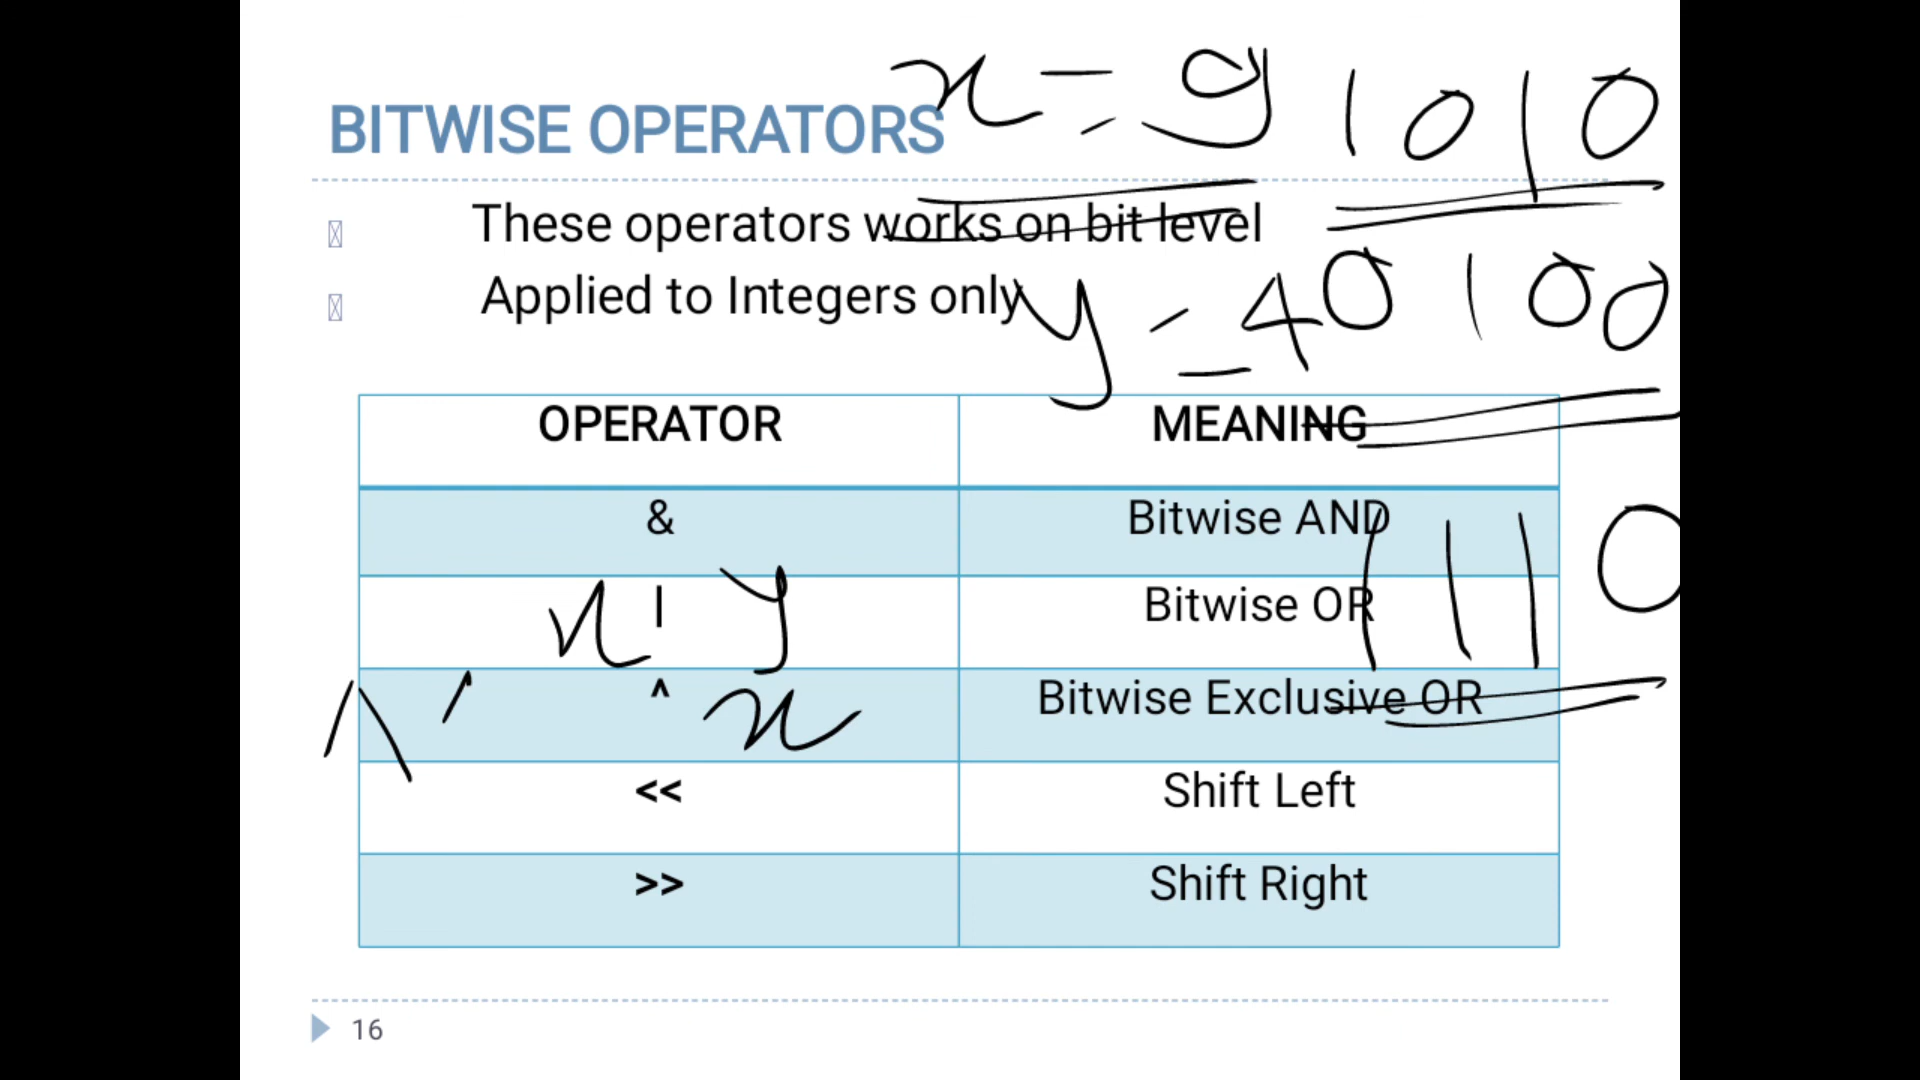 x = 9 1010
BITWISE OPERATORS
These operators works on bit level
Applied to Integers only
y = 4 0100
OPERATOR MEANING
& Bitwise AND
1110
x | y Bitwise OR
^ x Bitwise Exclusive OR
<< Shift Left
>> Shift Right
16